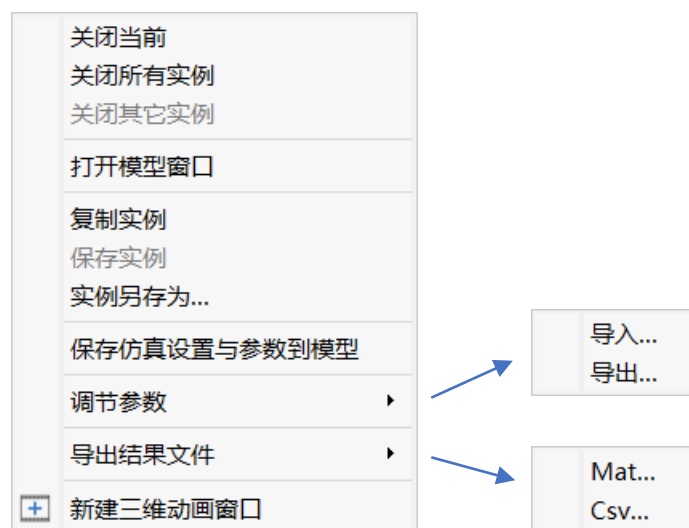 关闭当前
关闭所有实例
关闭其它实例
打开模型窗口
复制实例
保存实例
实例另存为...
保存仿真设置与参数到模型
调节参数
导出结果文件
新建三维动画窗口
导入...
导出...
Mat...
Csv...